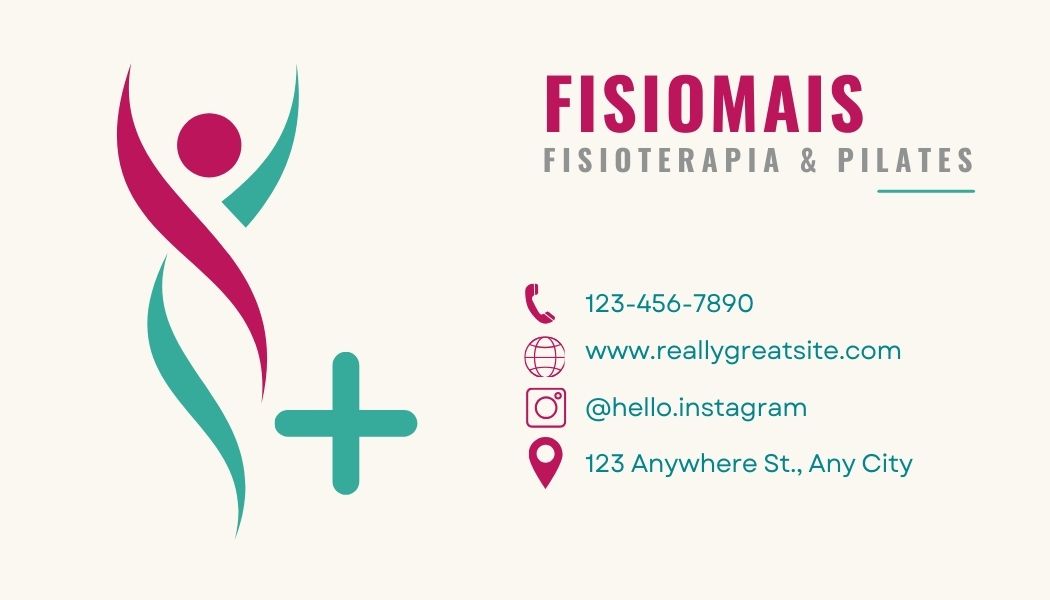 FISIOMAIS
FISIOTERAPIA & PILATES
123-456-7890
www.reallygreatsite.com
@hello.instagram
123 Anywhere St., Any City